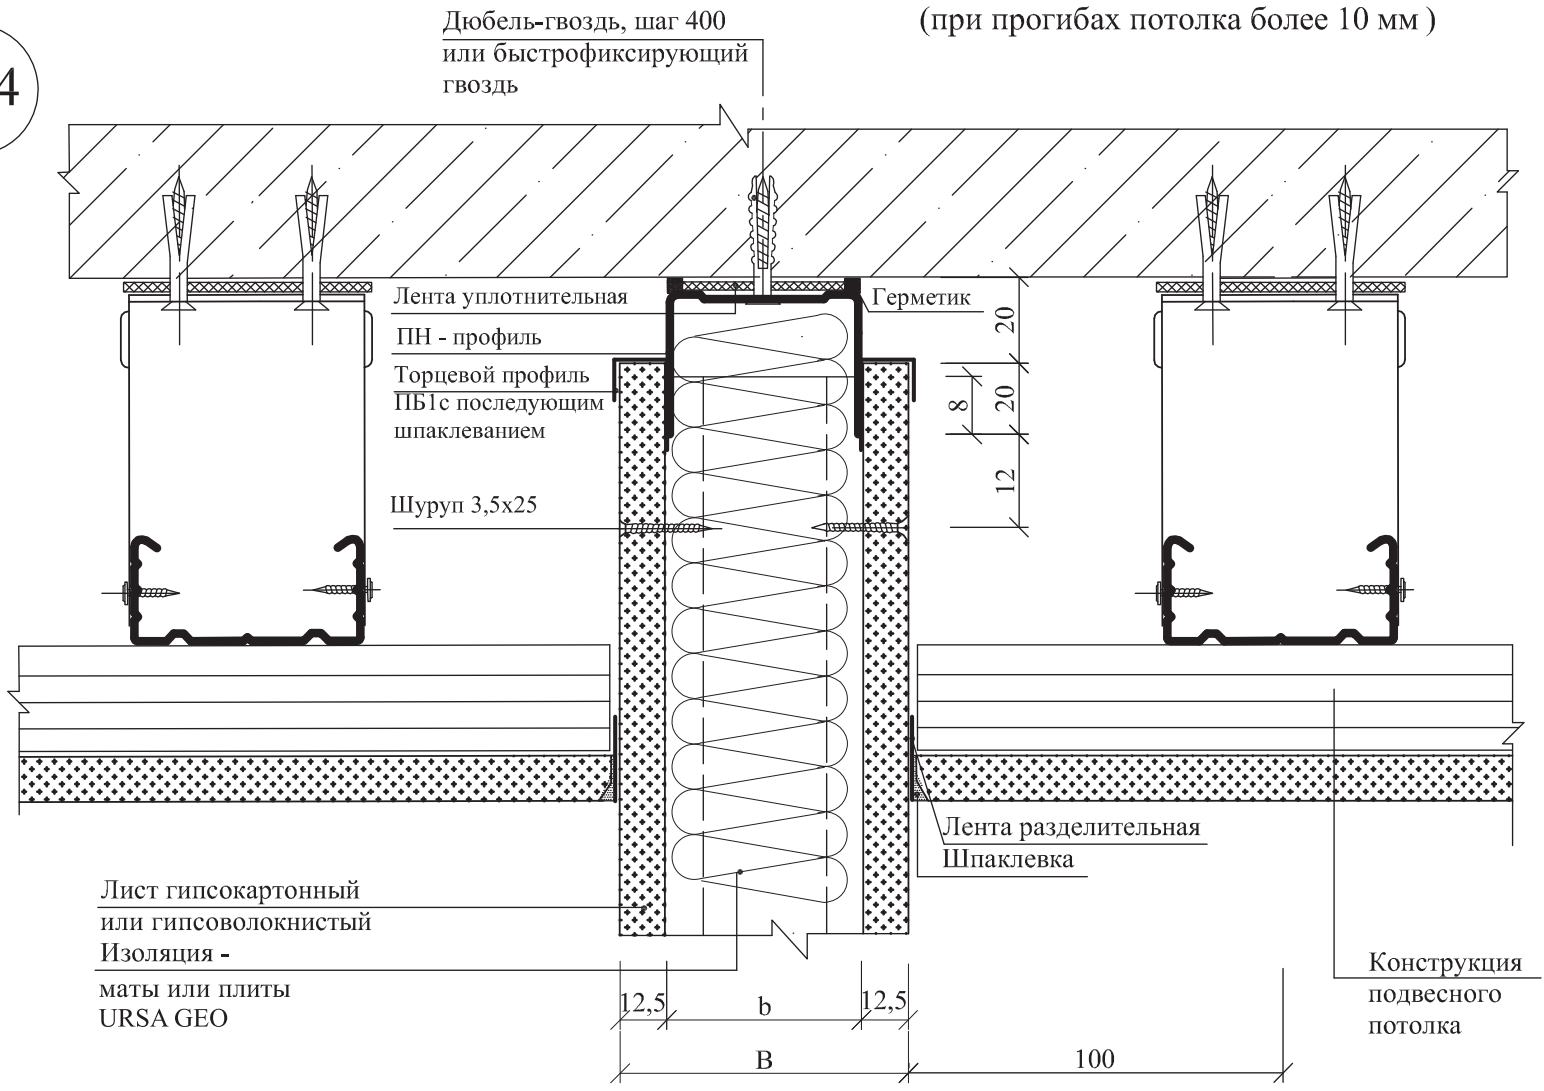 (при прогибах потолка более 10 мм )
4
Дюбель-гвоздь, шаг 400
или быстрофиксирующий
гвоздь
Лента уплотнительная
Герметик
ПН - профиль
Торцевой профиль
ПБ1с последующим
шпаклеванием
Шуруп 3,5х25
20
20
8
12
Лента разделительная
Шпаклевка
Лист гипсокартонный
или гипсоволокнистый
Изоляция -
маты или плиты
URSA GEO
Конструкция
подвесного
потолка
12,5
b
12,5
B
100